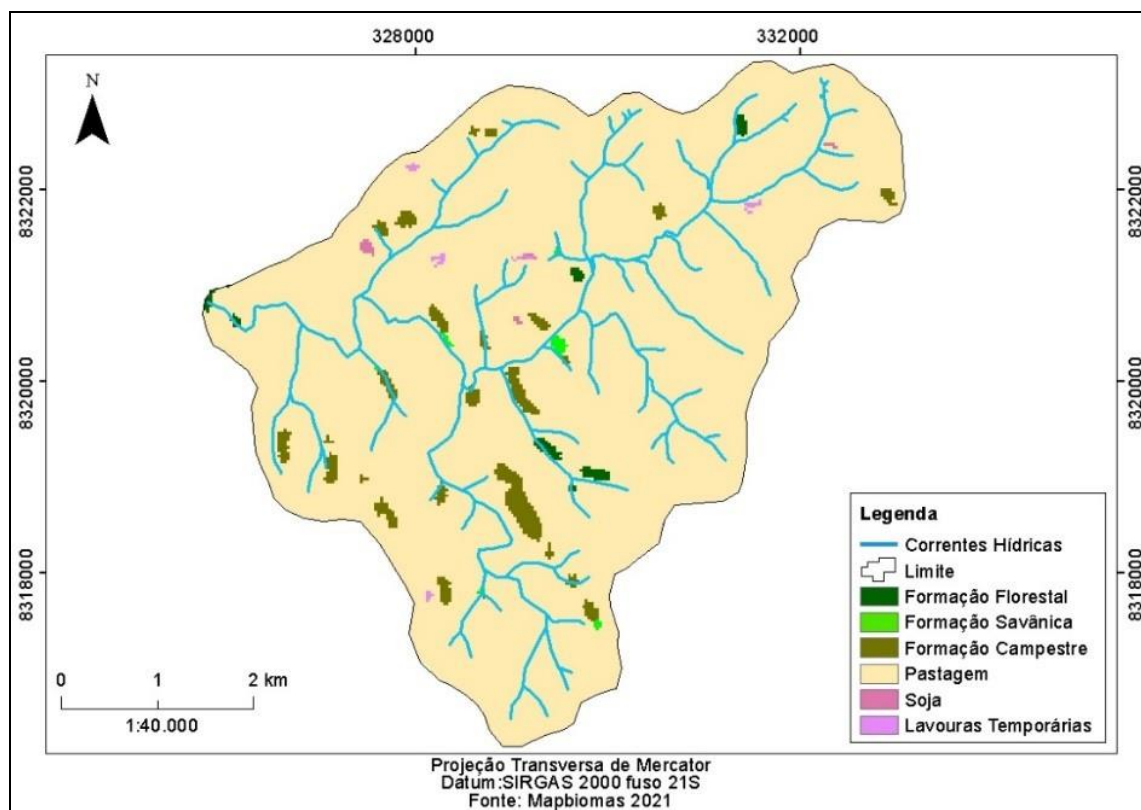 328000
332000
N
8322000
8322000
8320000
8320000
8318000
8318000
Legenda
Correntes Hídricas
Limite
Formação Florestal
Formação Savânica
Formação Campestre
Pastagem
Soja
Lavouras Temporárias
0 1 2 km
1:40.000
Projeção Transversa de Mercator
Datum:SIRGAS 2000 fuso 21S
Fonte: Mapbiomas 2021